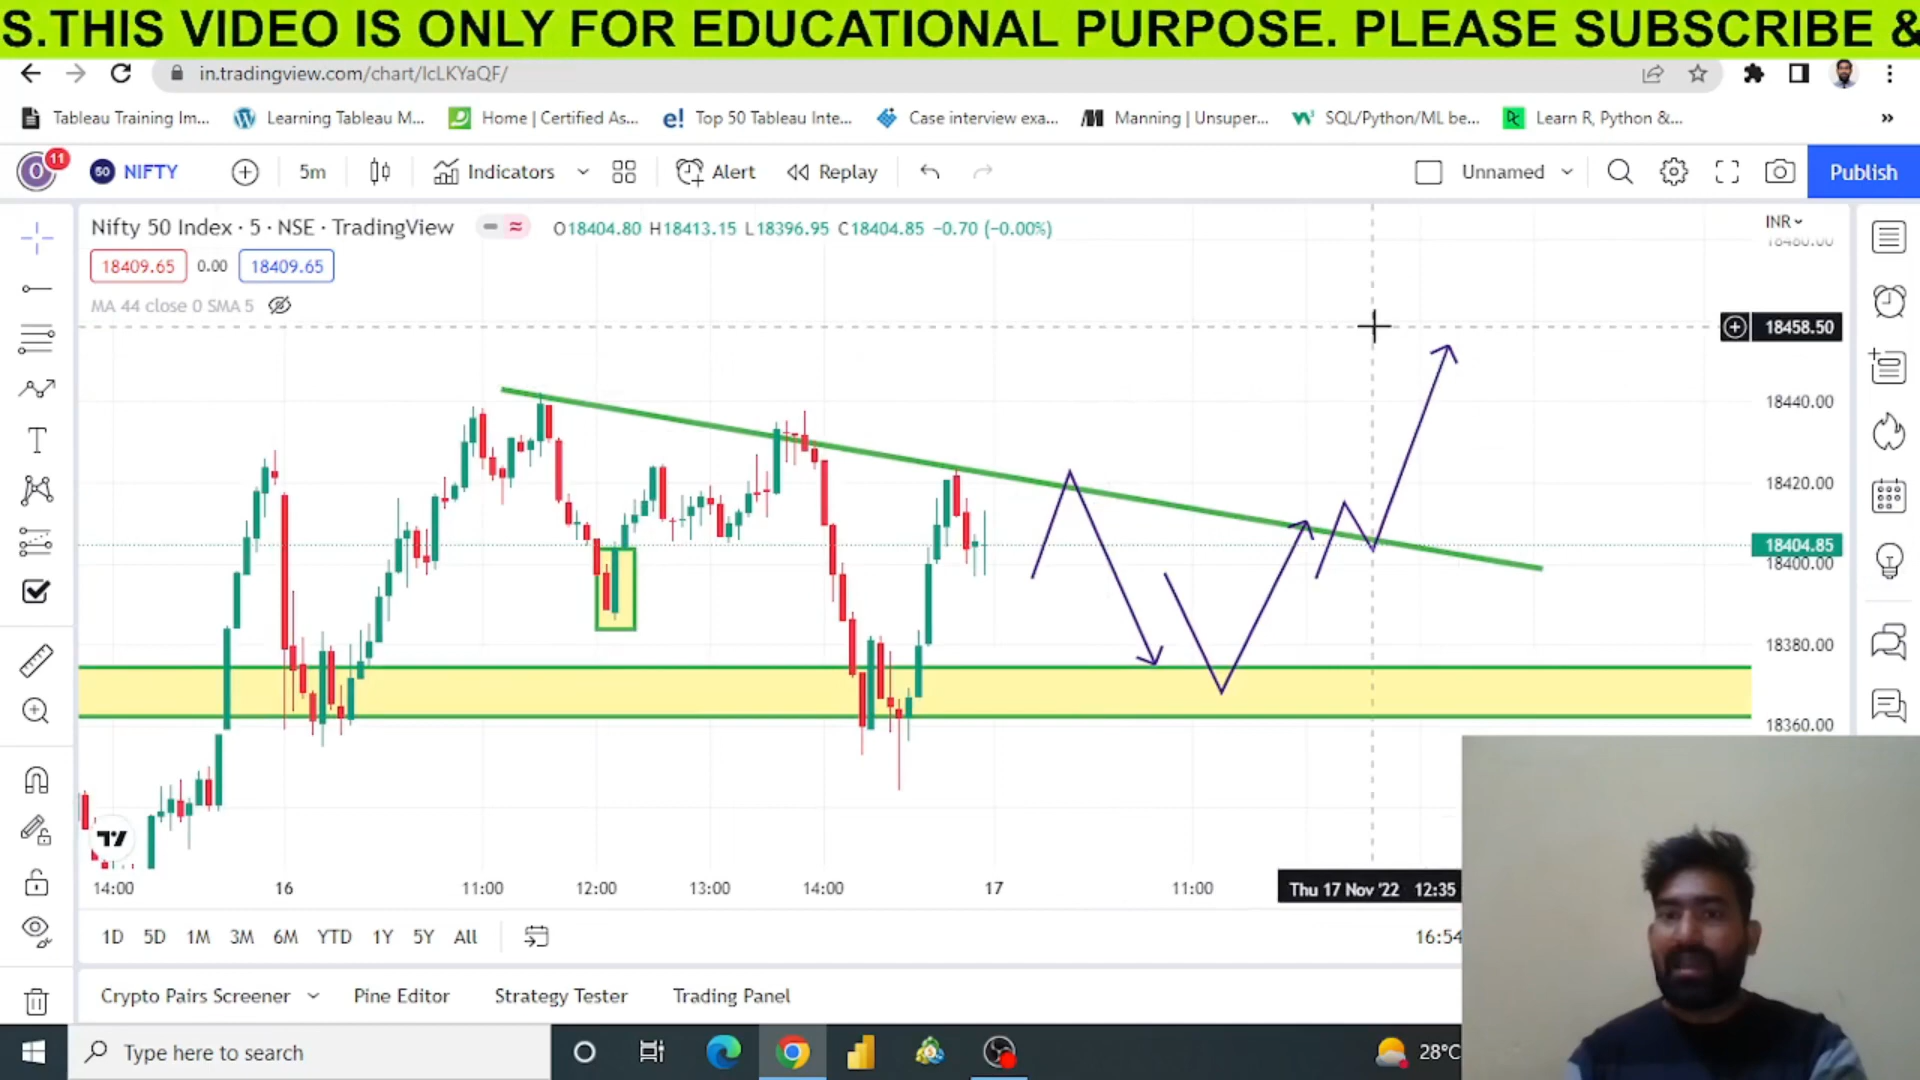 S.THIS VIDEO IS ONLY FOR EDUCATIONAL PURPOSE. PLEASE SUBSCRIBE &
in.tradingview.com/chart/IcLKYaQF/
Tableau Training Im... Learning Tableau M... Home | Certified As... e! Top 50 Tableau Inte... Case interview exa... Manning | Unsuper... SQL/Python/ML be... Learn R, Python &... »
O 11 50 NIFTY 5m Indicators Alert Replay Unnamed Publish
Nifty 50 Index · 5 · NSE · TradingView O18404.80 H18413.15 L18396.95 C18404.85 −0.70 (−0.00%) INR
18409.65 0.00 18409.65
18480.00
MA 44 close 0 SMA 5
18458.50
18440.00
18420.00
18404.85
18400.00
18380.00
18360.00
14:00 16 11:00 12:00 13:00 14:00 17 11:00 Thu 17 Nov '22 12:35
1D 5D 1M 3M 6M YTD 1Y 5Y All 16:54
Crypto Pairs Screener Pine Editor Strategy Tester Trading Panel
Type here to search 28°C